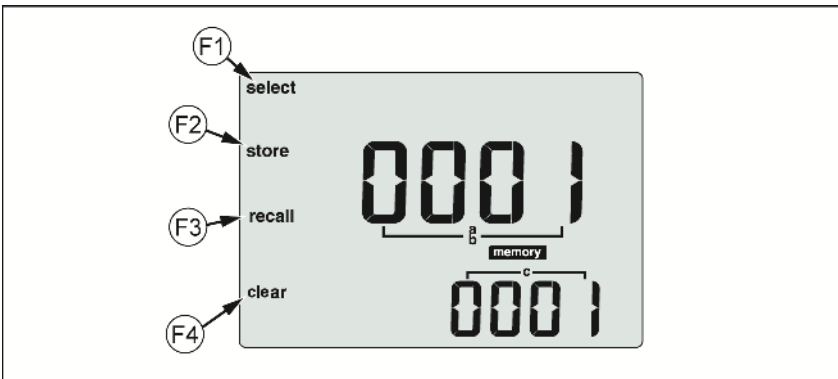 F1
select
F2
store
0001
F3
recall
a
b
memory
c
clear
0001
F4